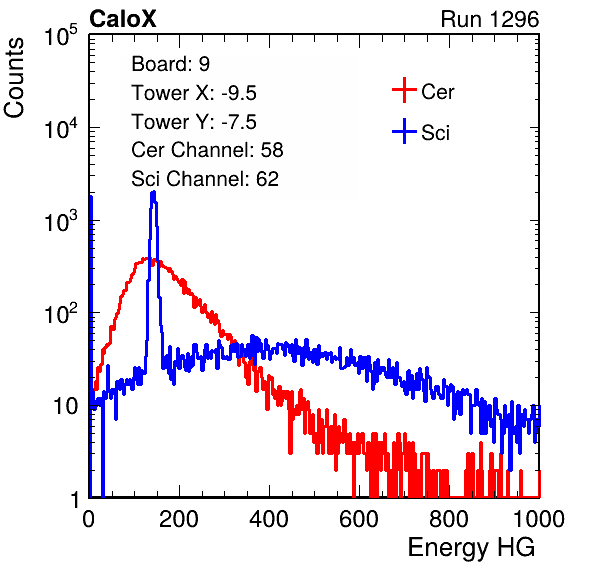 CaloX Run 1296
Counts
Board: 9
Tower X: -9.5
Tower Y: -7.5
Cer Channel: 58
Sci Channel: 62
Cer
Sci
10^5
10^4
10^3
10^2
10
1
0 200 400 600 800 1000
Energy HG